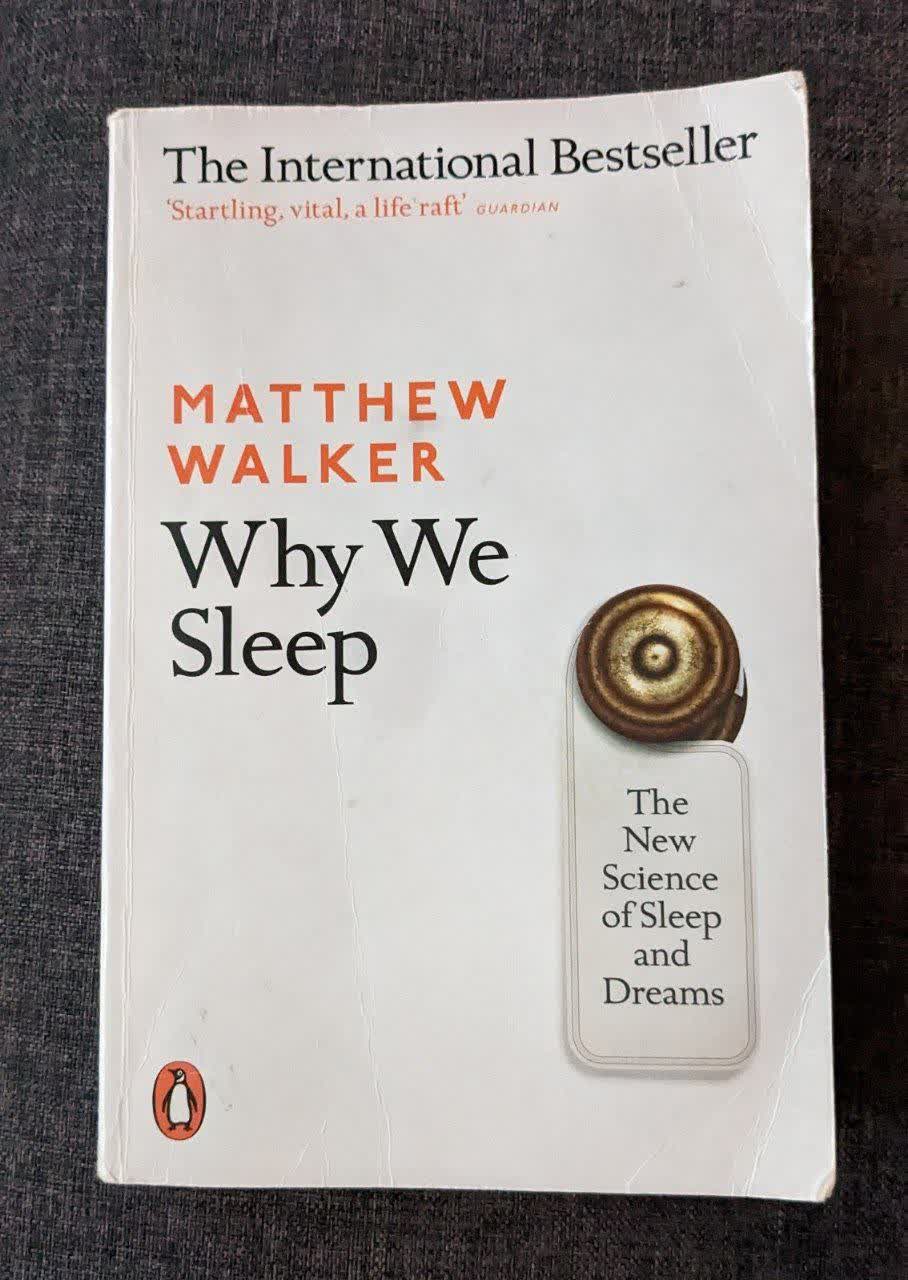 The International Bestseller
‘Startling, vital, a life raft’ GUARDIAN
MATTHEW
WALKER
Why We
Sleep
The
New
Science
of Sleep
and
Dreams